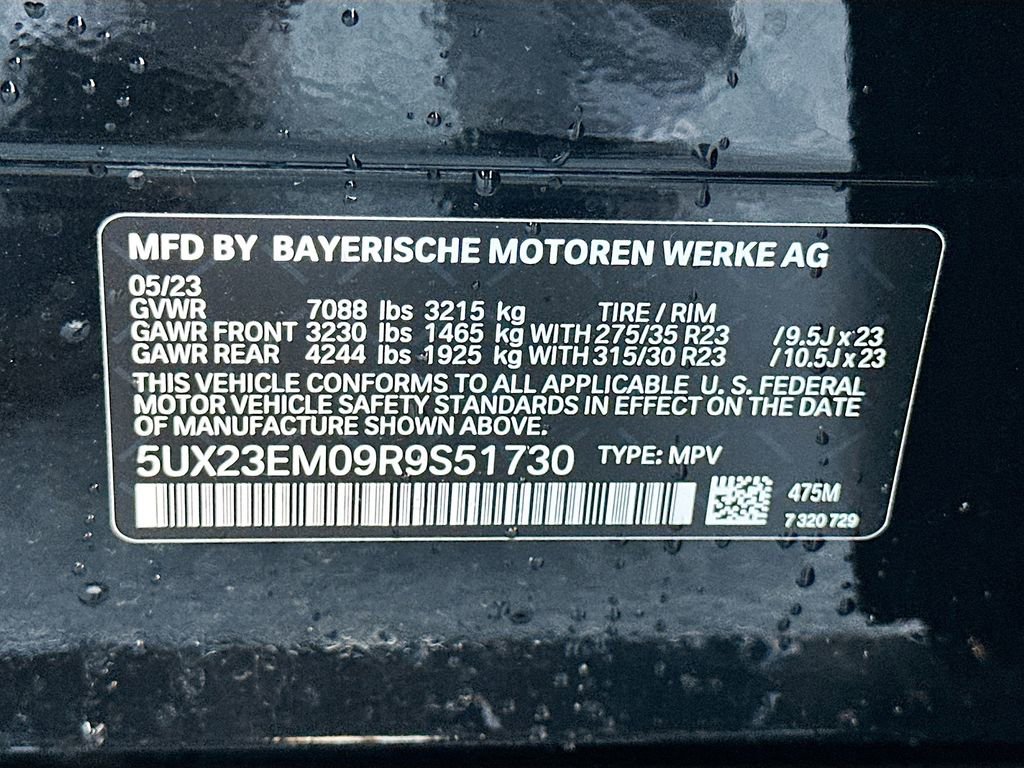 MFD BY BAYERISCHE MOTOREN WERKE AG
05/23
GVWR 7088 lbs 3215 kg TIRE / RIM
GAWR FRONT 3230 lbs 1465 kg WITH 275/35 R23 / 9.5J x 23
GAWR REAR 4244 lbs 1925 kg WITH 315/30 R23 / 10.5J x 23
THIS VEHICLE CONFORMS TO ALL APPLICABLE U. S. FEDERAL
MOTOR VEHICLE SAFETY STANDARDS IN EFFECT ON THE DATE
OF MANUFACTURE SHOWN ABOVE.
5UX23EM09R9S51730 TYPE: MPV
475M
7 320 729